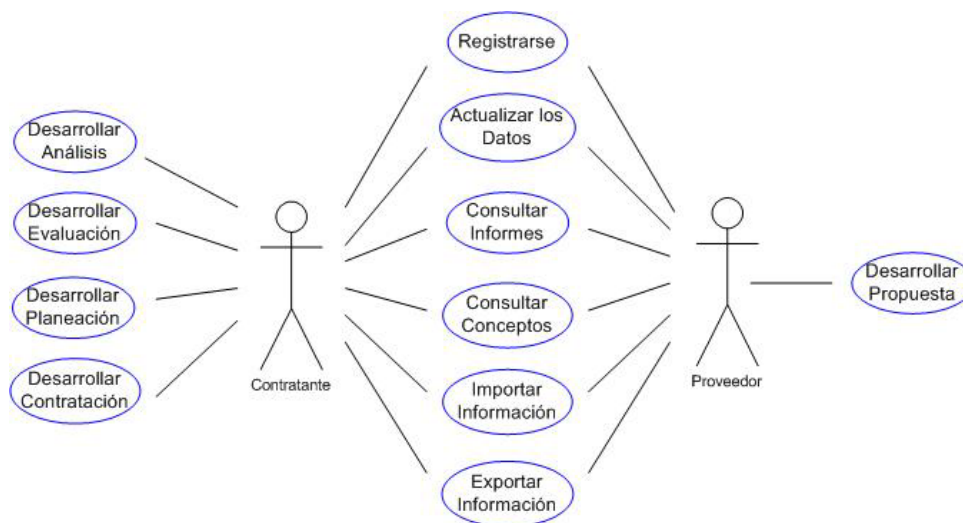 Registrarse
Actualizar los
Datos
Desarrollar
Análisis
Desarrollar
Evaluación
Consultar
Informes
Desarrollar
Propuesta
Desarrollar
Planeación
Consultar
Conceptos
Contratante
Proveedor
Desarrollar
Contratación
Importar
Información
Exportar
Información